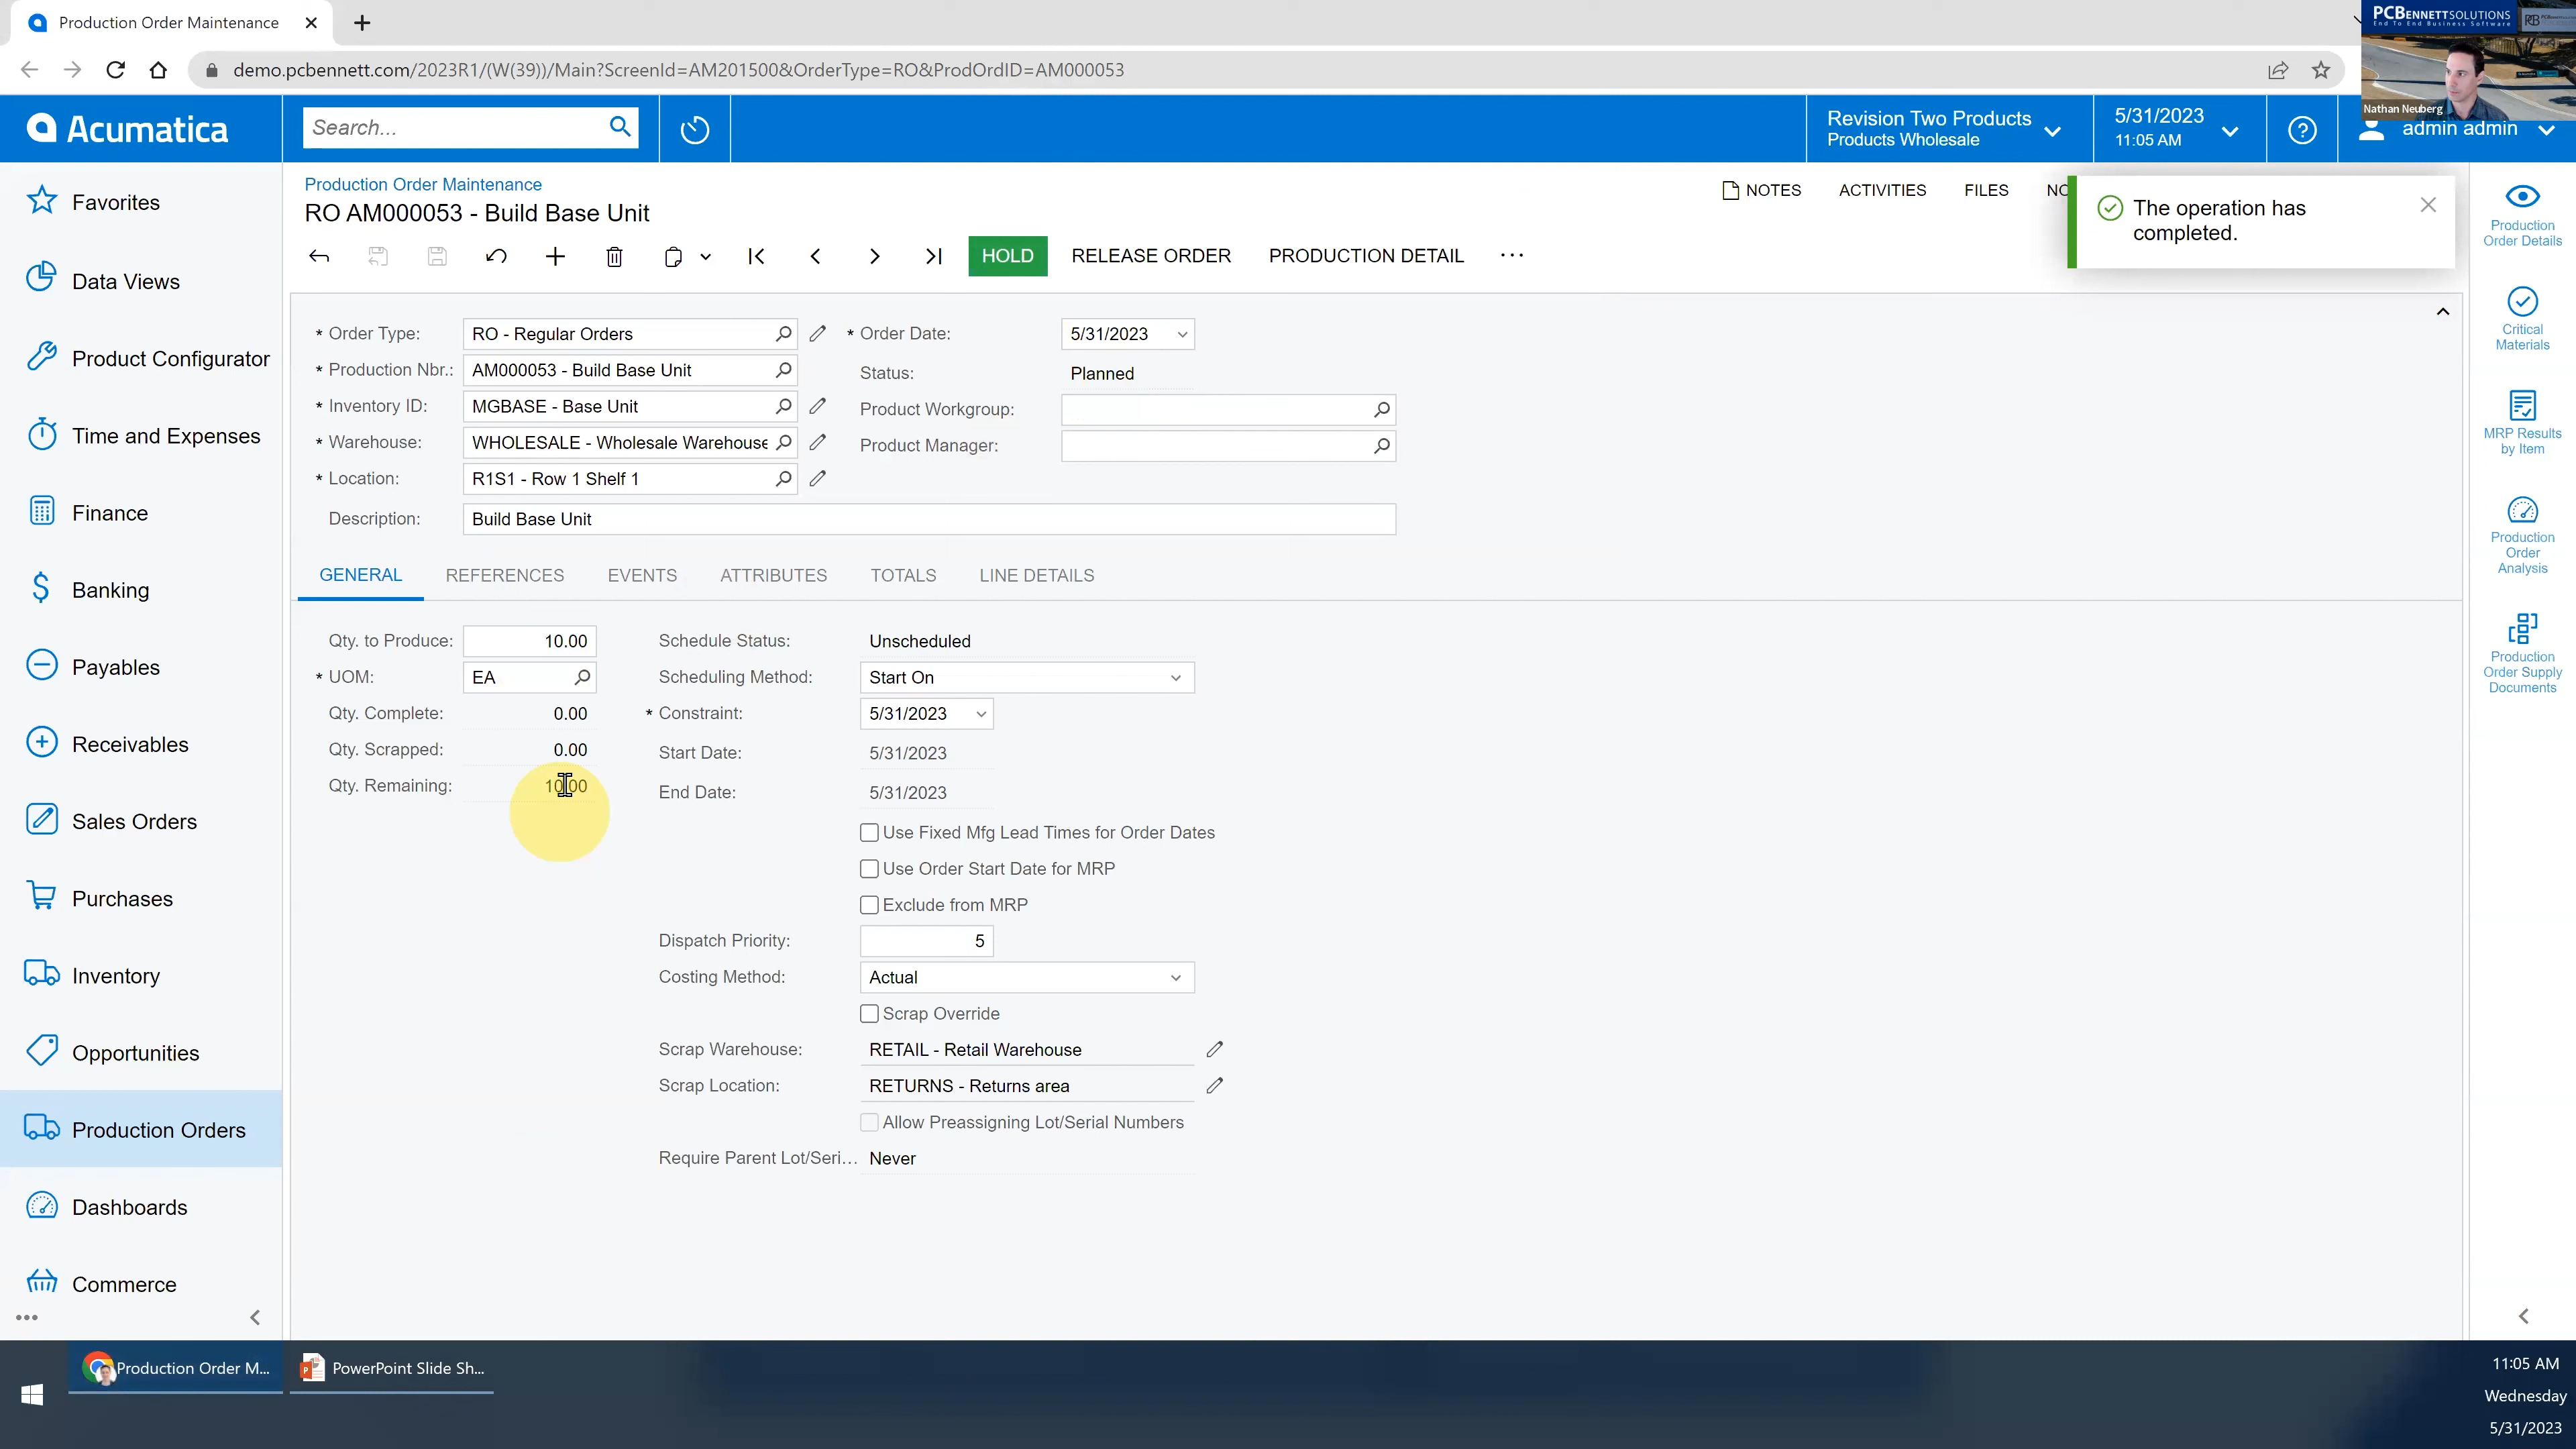 Production Order Maintenance
demo.pcbennett.com/2023R1/(W(39))/Main?ScreenId=AM201500&OrderType=RO&ProdOrdID=AM000053
PCBENNETTSOLUTIONS
End To End Business Software
Nathan Neuberg
Acumatica
Search...
Revision Two Products
Products Wholesale
5/31/2023
11:05 AM
admin admin
Favorites
Data Views
Product Configurator
Time and Expenses
Finance
Banking
Payables
Receivables
Sales Orders
Purchases
Inventory
Opportunities
Production Orders
Dashboards
Commerce
Production Order Maintenance
RO AM000053 - Build Base Unit
NOTES ACTIVITIES FILES NO
The operation has
completed.
HOLD RELEASE ORDER PRODUCTION DETAIL ...
* Order Type: RO - Regular Orders
* Production Nbr.: AM000053 - Build Base Unit
* Inventory ID: MGBASE - Base Unit
* Warehouse: WHOLESALE - Wholesale Warehouse
* Location: R1S1 - Row 1 Shelf 1
Description: Build Base Unit
* Order Date: 5/31/2023
Status: Planned
Product Workgroup:
Product Manager:
GENERAL REFERENCES EVENTS ATTRIBUTES TOTALS LINE DETAILS
Qty. to Produce: 10.00
* UOM: EA
Qty. Complete: 0.00
Qty. Scrapped: 0.00
Qty. Remaining: 10.00
Schedule Status: Unscheduled
Scheduling Method: Start On
* Constraint: 5/31/2023
Start Date: 5/31/2023
End Date: 5/31/2023
Use Fixed Mfg Lead Times for Order Dates
Use Order Start Date for MRP
Exclude from MRP
Dispatch Priority: 5
Costing Method: Actual
Scrap Override
Scrap Warehouse: RETAIL - Retail Warehouse
Scrap Location: RETURNS - Returns area
Allow Preassigning Lot/Serial Numbers
Require Parent Lot/Seri... Never
Production
Order Details
Critical
Materials
MRP Results
by Item
Production
Order
Analysis
Production
Order Supply
Documents
Production Order M...
PowerPoint Slide Sh...
11:05 AM
Wednesday
5/31/2023